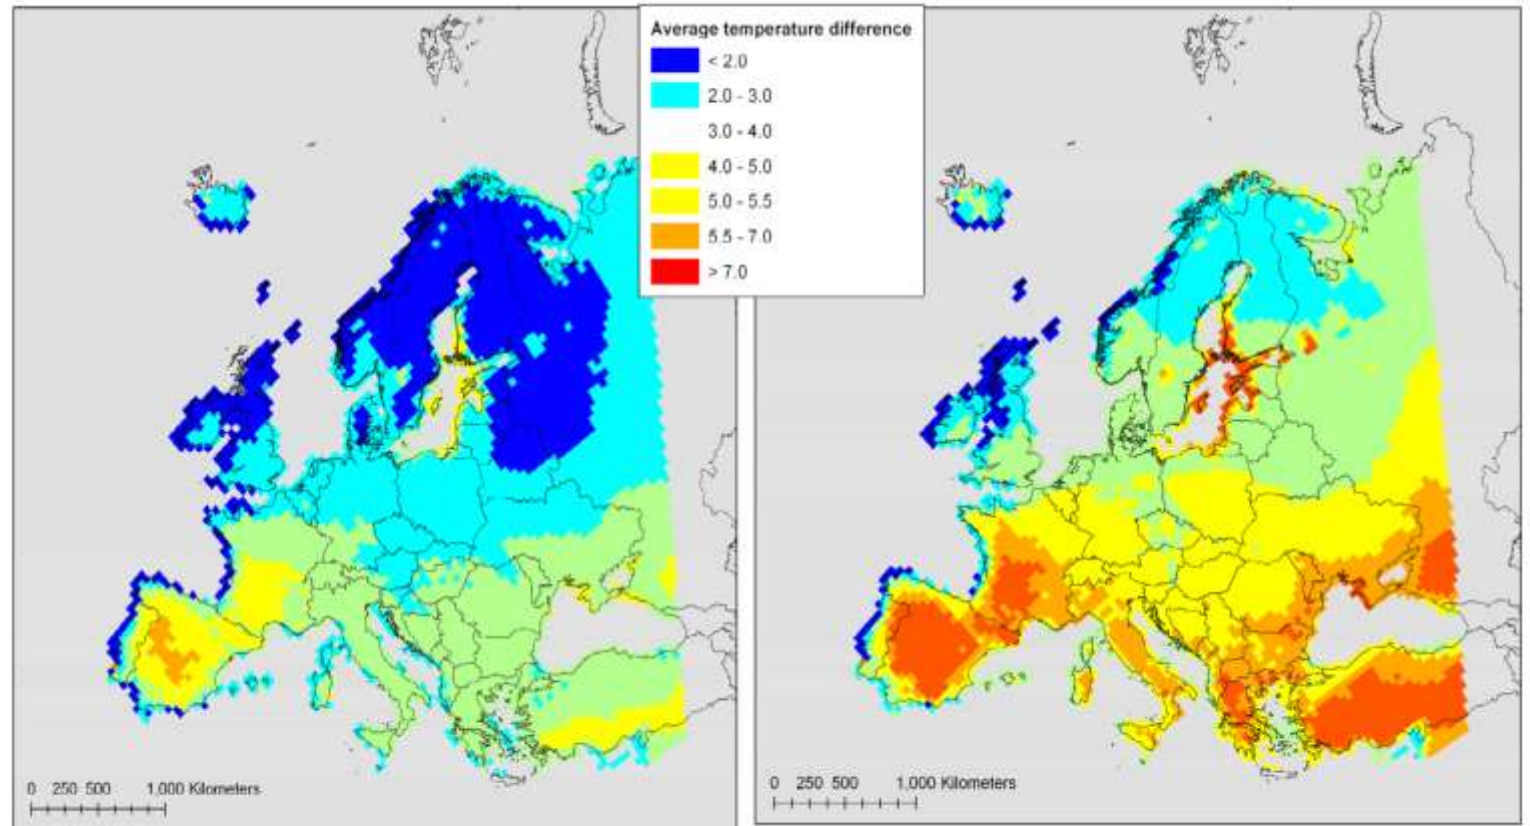 Average temperature difference
< 2.0
2.0 - 3.0
3.0 - 4.0
4.0 - 5.0
5.0 - 5.5
5.5 - 7.0
> 7.0
0 250 500 1,000 Kilometers
0 250 500 1,000 Kilometers